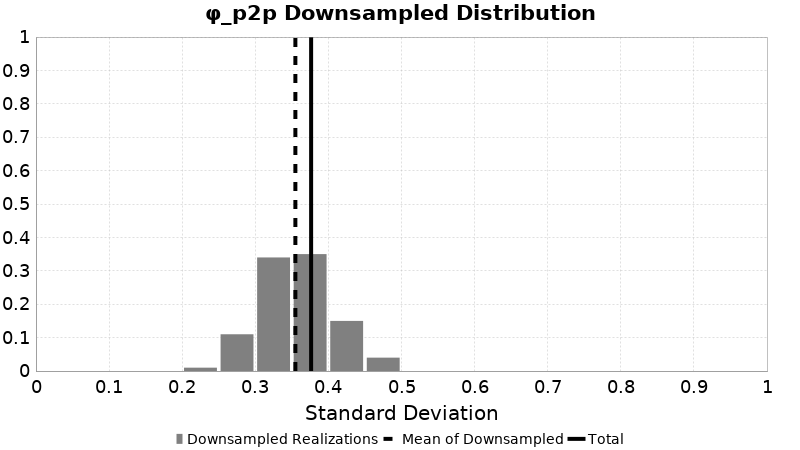 φ_p2p Downsampled Distribution
1
0.9
0.8
0.7
0.6
0.5
0.4
0.3
0.2
0.1
0
0 0.1 0.2 0.3 0.4 0.5 0.6 0.7 0.8 0.9 1
Standard Deviation
Downsampled Realizations Mean of Downsampled Total